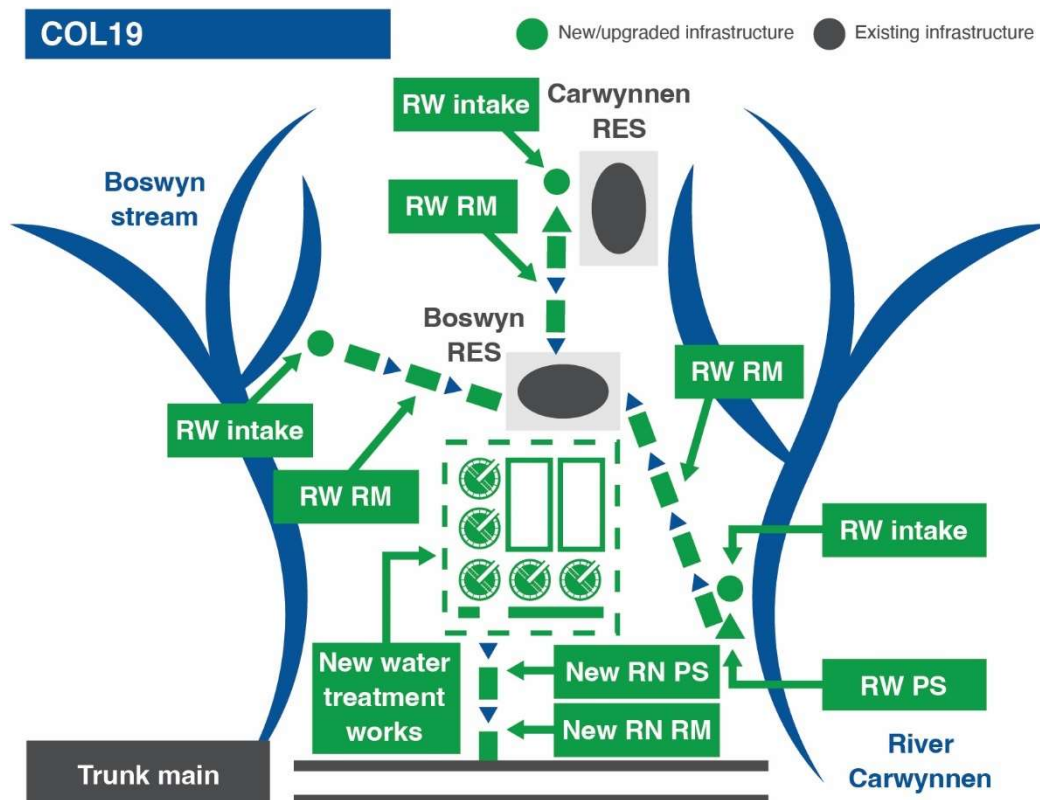 COL19
New/upgraded infrastructure
Existing infrastructure
RW intake
Carwynnen
RES
Boswyn
stream
RW RM
Boswyn
RES
RW RM
RW intake
RW RM
RW intake
New water
treatment
works
New RN PS
RW PS
New RN RM
River
Carwynnen
Trunk main